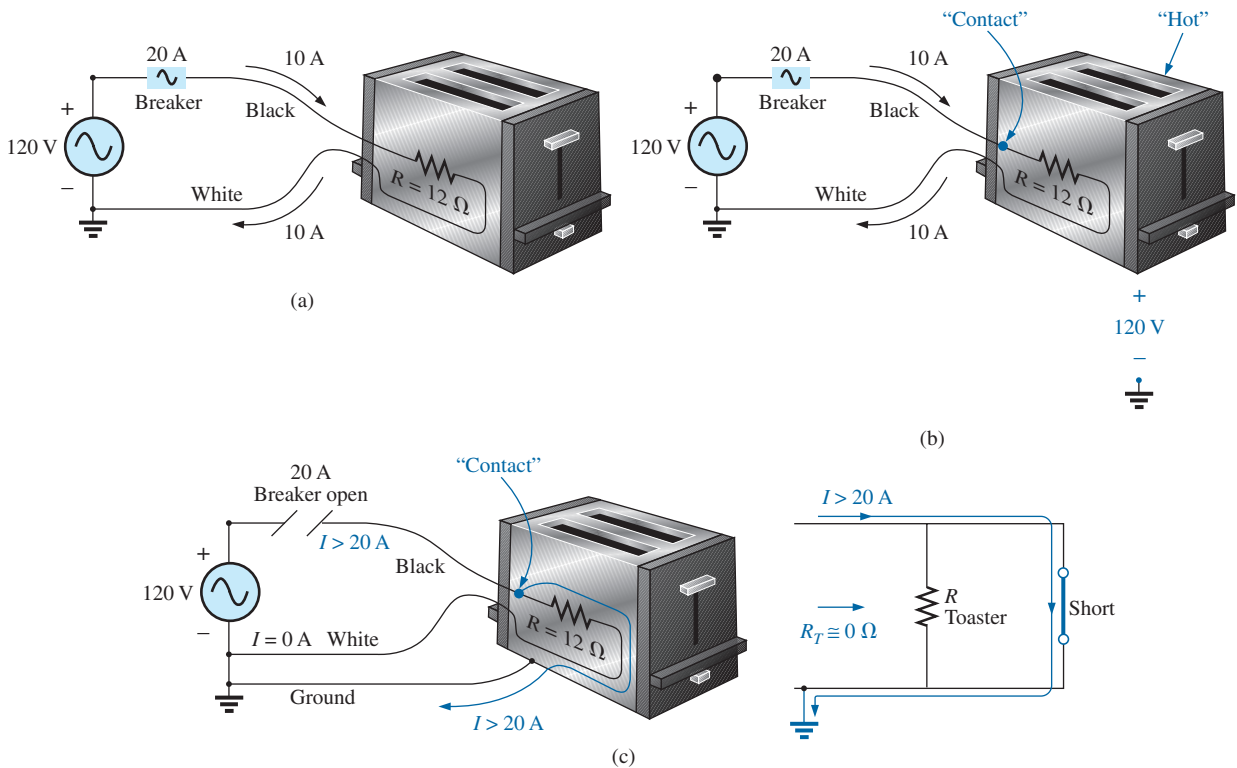 20 A
Breaker
10 A
Black
+
120 V
−
White
10 A
R = 12 Ω
(a)
"Contact"
"Hot"
20 A
Breaker
10 A
Black
+
120 V
−
White
10 A
R = 12 Ω
+
120 V
−
(b)
20 A
Breaker open
I > 20 A
"Contact"
Black
+
120 V
−
I = 0 A White
R = 12 Ω
Ground
I > 20 A
I > 20 A
R
Toaster
Short
R_T ≅ 0 Ω
(c)